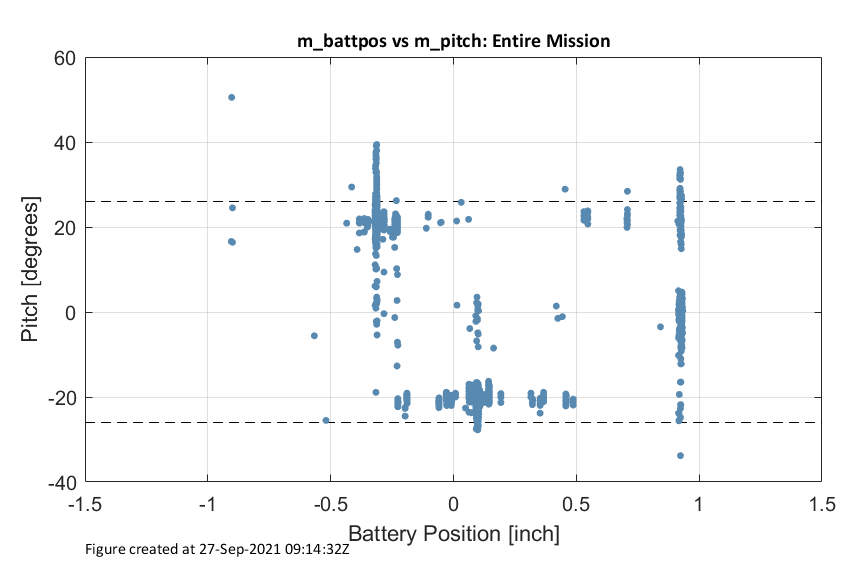 m_battpos vs m_pitch: Entire Mission
60
40
20
0
-20
-40
Pitch [degrees]
-1.5 -1 -0.5 0 0.5 1 1.5
Battery Position [inch]
Figure created at 27-Sep-2021 09:14:32Z